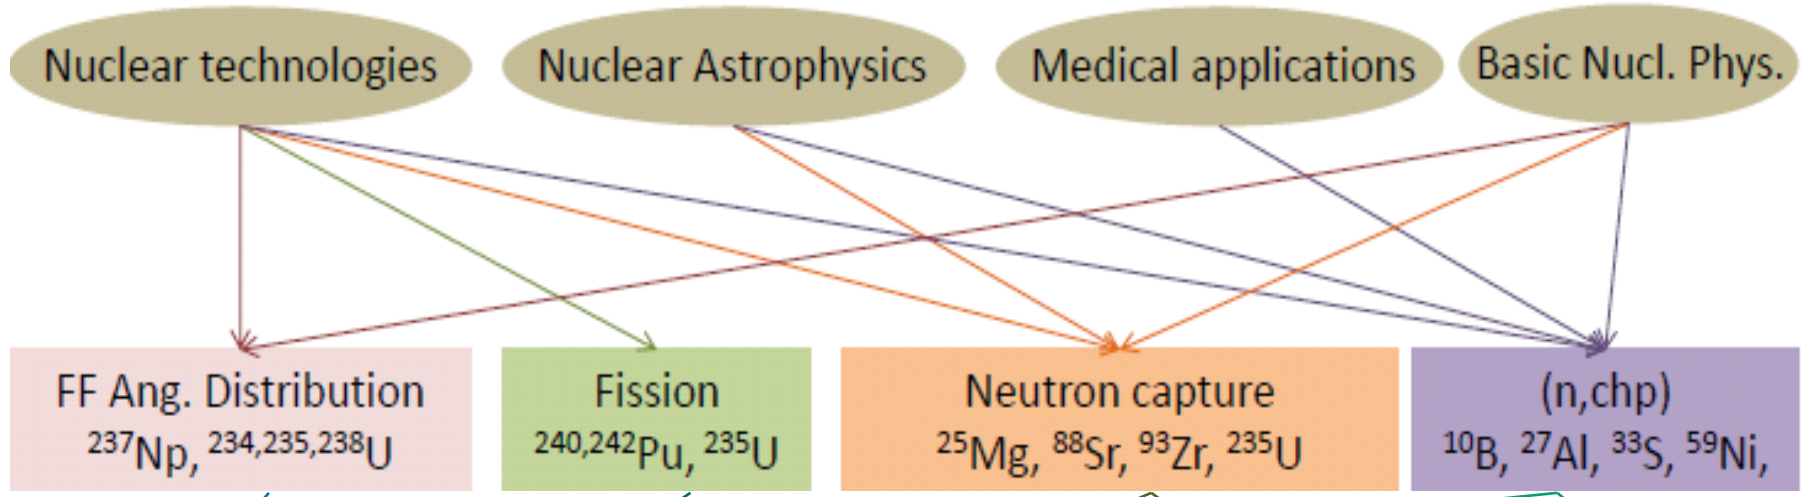 Nuclear technologies
Nuclear Astrophysics
Medical applications
Basic Nucl. Phys.
FF Ang. Distribution
²³⁷Np, ²³⁴,²³⁵,²³⁸U
Fission
²⁴⁰,²⁴²Pu, ²³⁵U
Neutron capture
²⁵Mg, ⁸⁸Sr, ⁹³Zr, ²³⁵U
(n,chp)
¹⁰B, ²⁷Al, ³³S, ⁵⁹Ni,